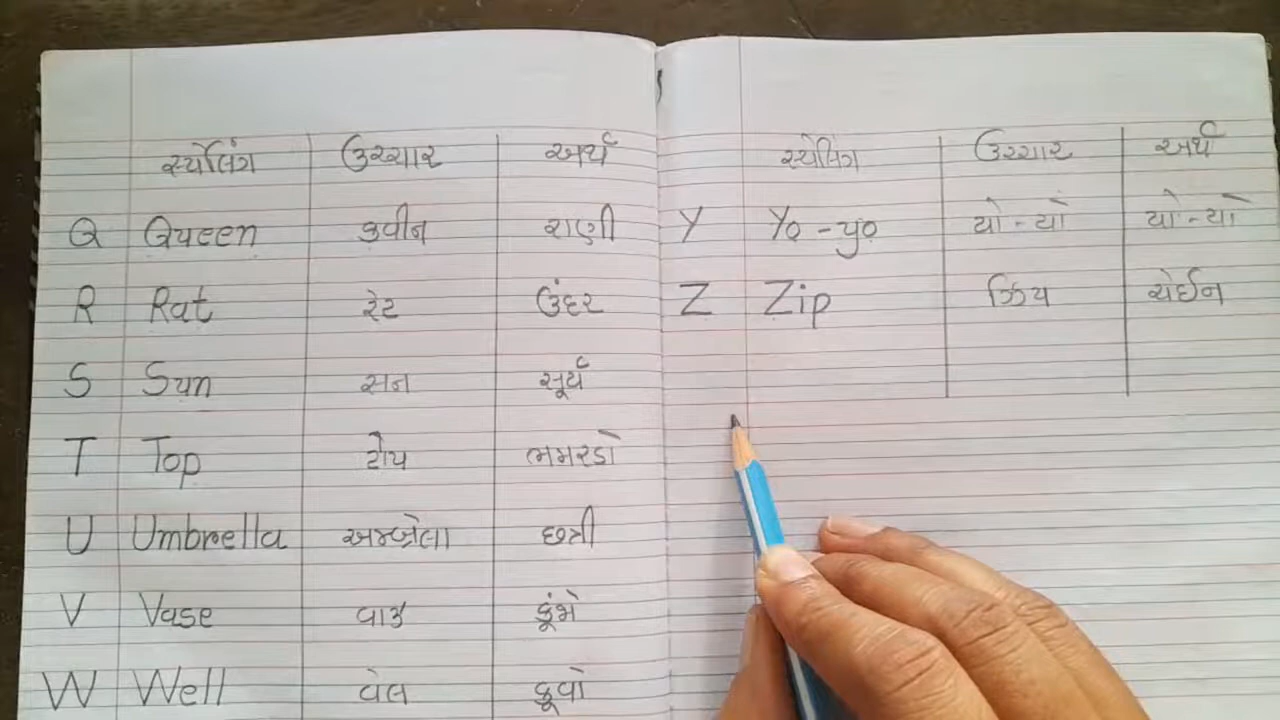 સ્પેલિંગ ઉચ્ચાર અર્થ
Q Queen ક્વીન રાણી
R Rat રેટ ઉંદર
S Sun સન સૂર્ય
T Top ટોપ ભમરડો
U Umbrella અમ્બ્રેલા છત્રી
V Vase વાઝ કૂંભો
W Well વેલ કૂવો
સ્પેલિંગ ઉચ્ચાર અર્થ
Y Yo-yo યો-યો યો-યો
Z Zip ઝિપ ચેઈન